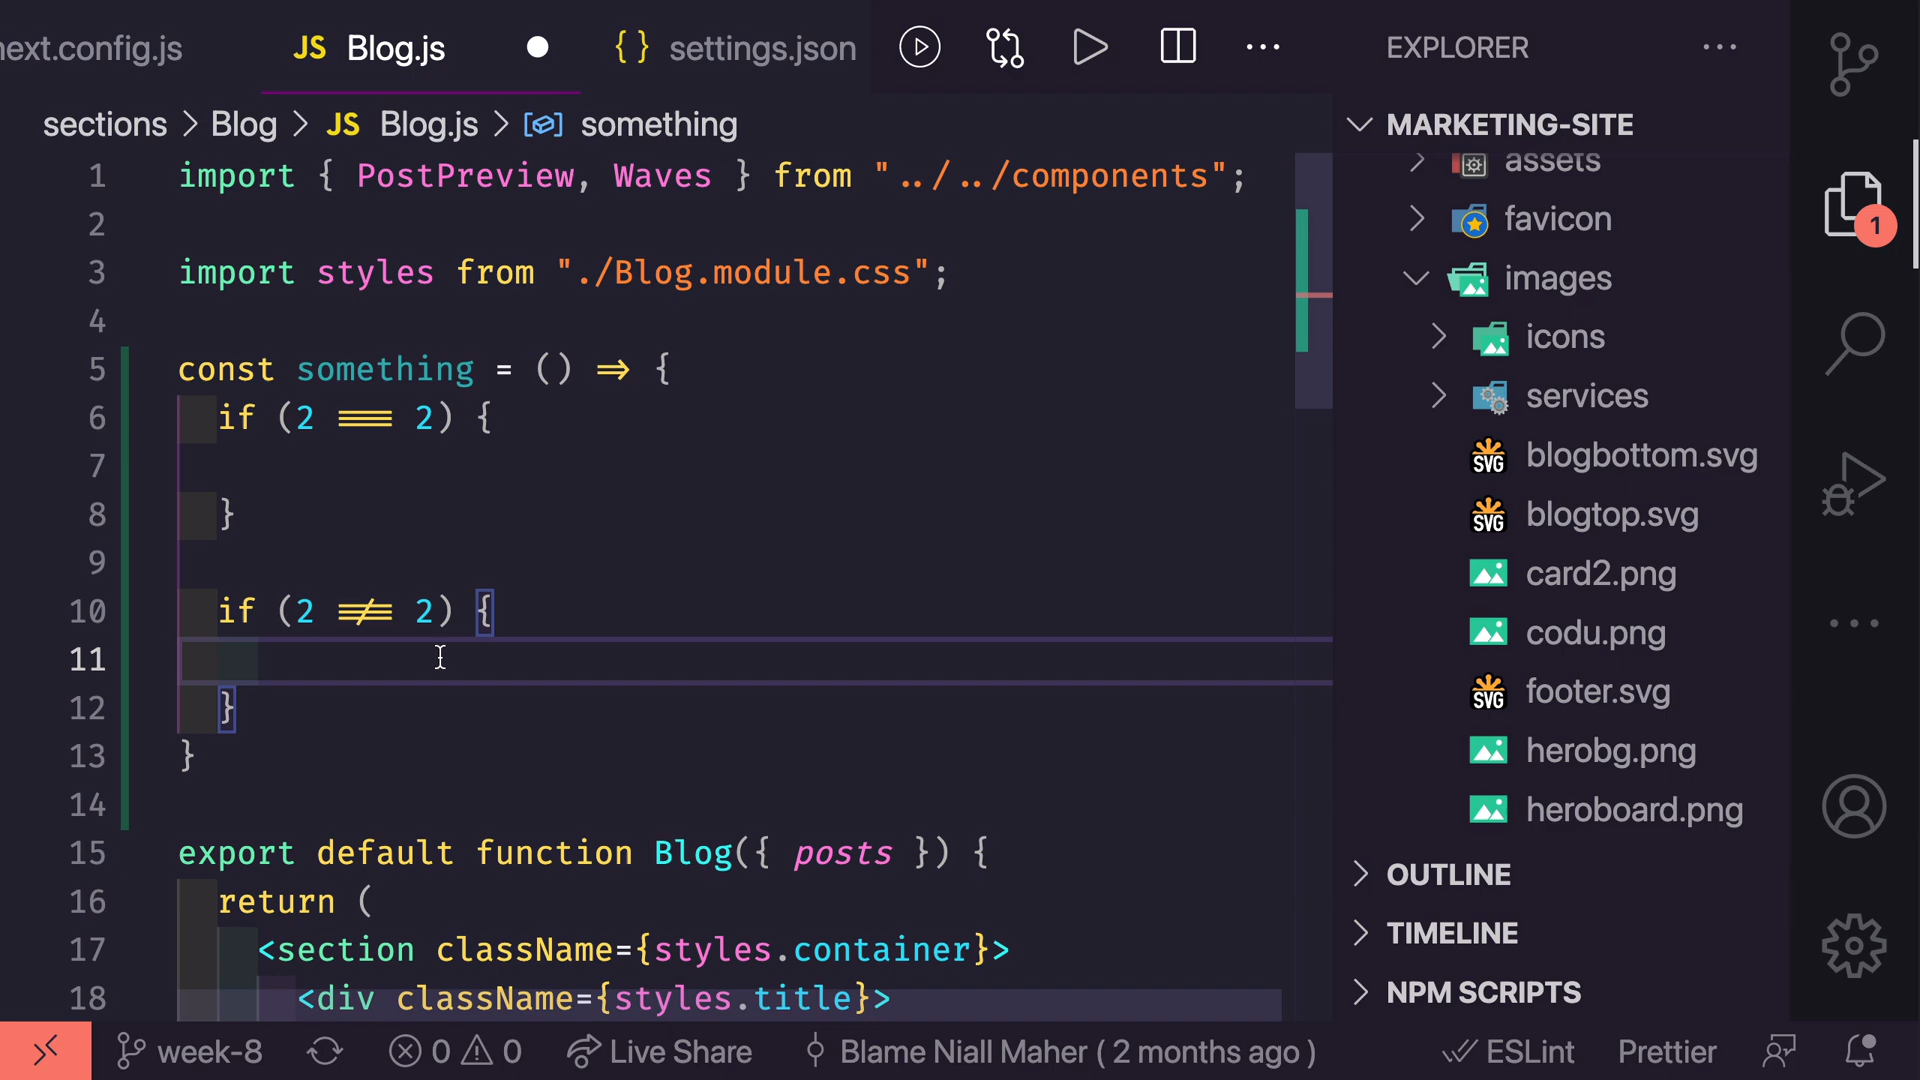 next.config.js
JS Blog.js
{} settings.json
sections > Blog > JS Blog.js > something
1 import { PostPreview, Waves } from "../../components";
2
3 import styles from "./Blog.module.css";
4
5 const something = () => {
6 if (2 === 2) {
7
8 }
9
10 if (2 !== 2) {
11
12 }
13 }
14
15 export default function Blog({ posts }) {
16 return (
17 <section className={styles.container}>
18 <div className={styles.title}>
EXPLORER
MARKETING-SITE
assets
favicon
images
icons
services
SVG blogbottom.svg
SVG blogtop.svg
card2.png
codu.png
SVG footer.svg
herobg.png
heroboard.png
OUTLINE
TIMELINE
NPM SCRIPTS
1
week-8 0 0 Live Share Blame Niall Maher ( 2 months ago ) ESLint Prettier